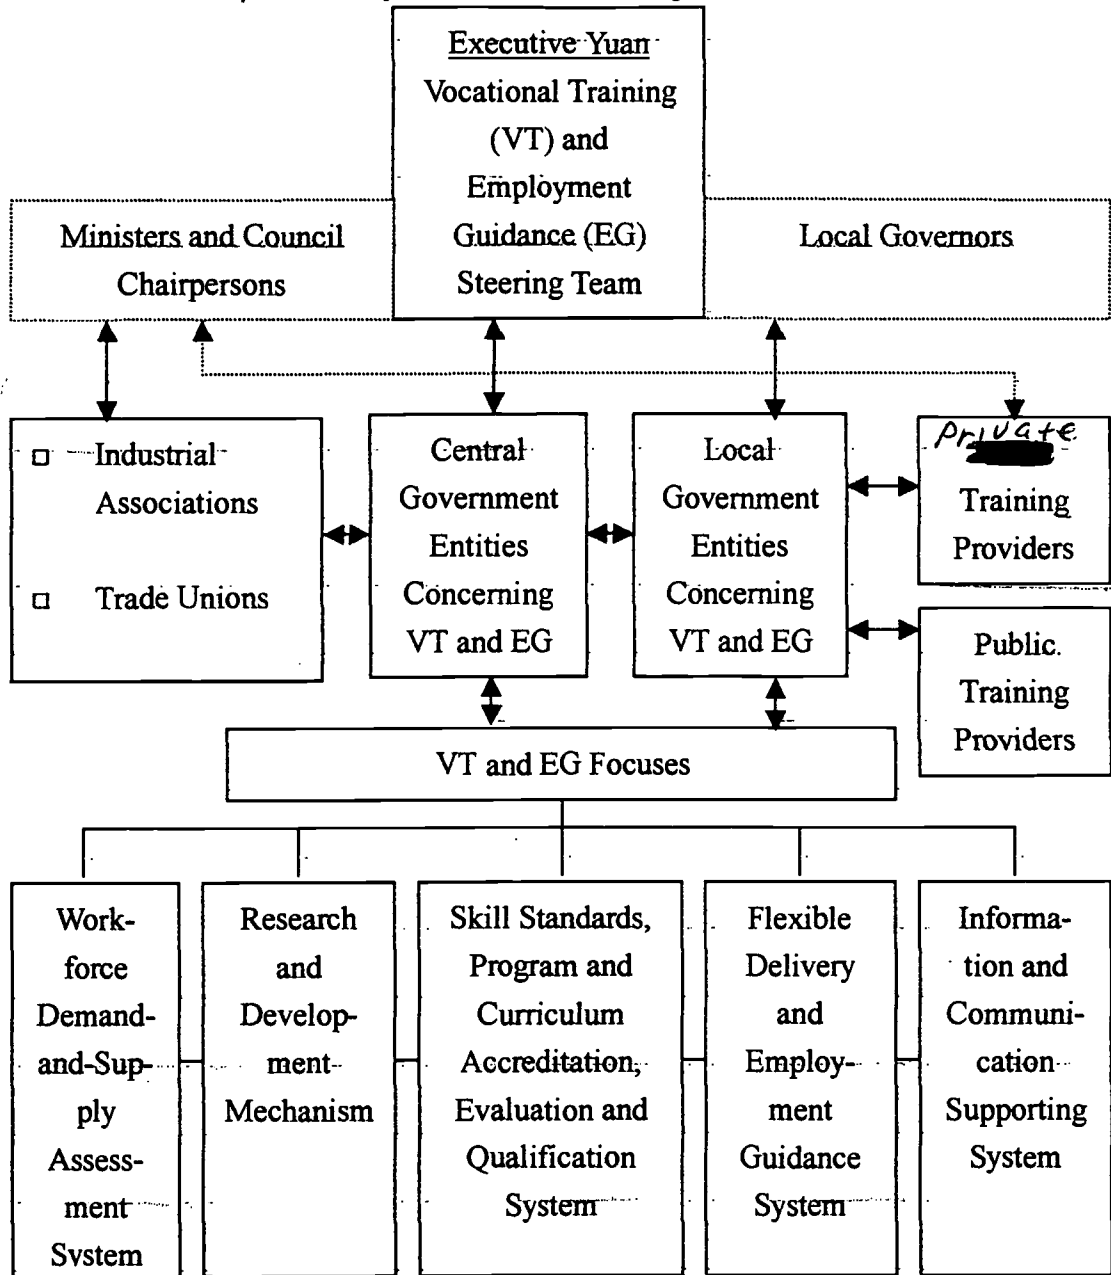 Executive Yuan
Vocational Training
(VT) and
Employment
Guidance (EG)
Steering Team
Ministers and Council
Chairpersons
Local Governors
Industrial
Associations
Trade Unions
Central
Government
Entities
Concerning
VT and EG
Local
Government
Entities
Concerning
VT and EG
Private
Training
Providers
Public
Training
Providers
VT and EG Focuses
Work-
force
Demand-
and-Sup-
ply
Assess-
ment
System
Research
and
Develop-
ment
Mechanism
Skill Standards,
Program and
Curriculum
Accreditation,
Evaluation and
Qualification
System
Flexible
Delivery
and
Employ-
ment
Guidance
System
Informa-
tion and
Communi-
cation
Supporting
System